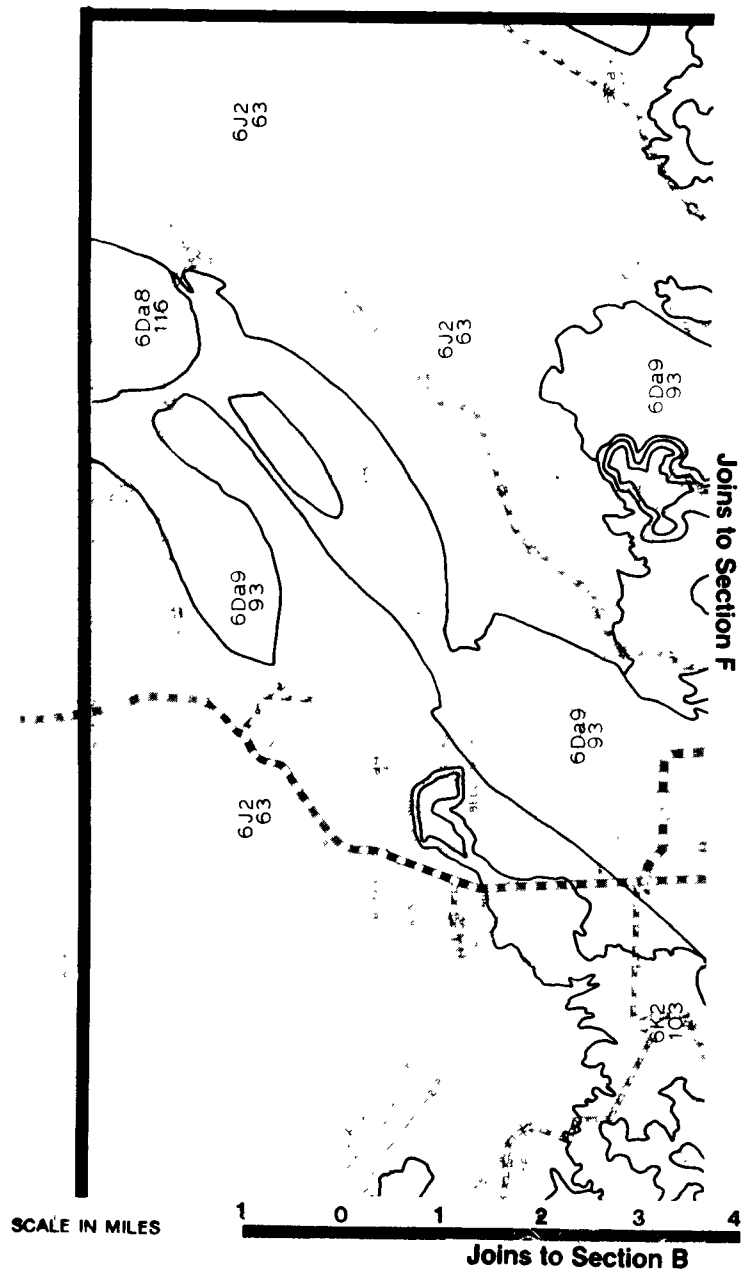 6J2
63
6Da8
116
6J2
63
6Da9
93
Joins to Section F
6Da9
93
6Da9
93
6J2
63
6K2
103
SCALE IN MILES
1 0 1 2 3 4
Joins to Section B